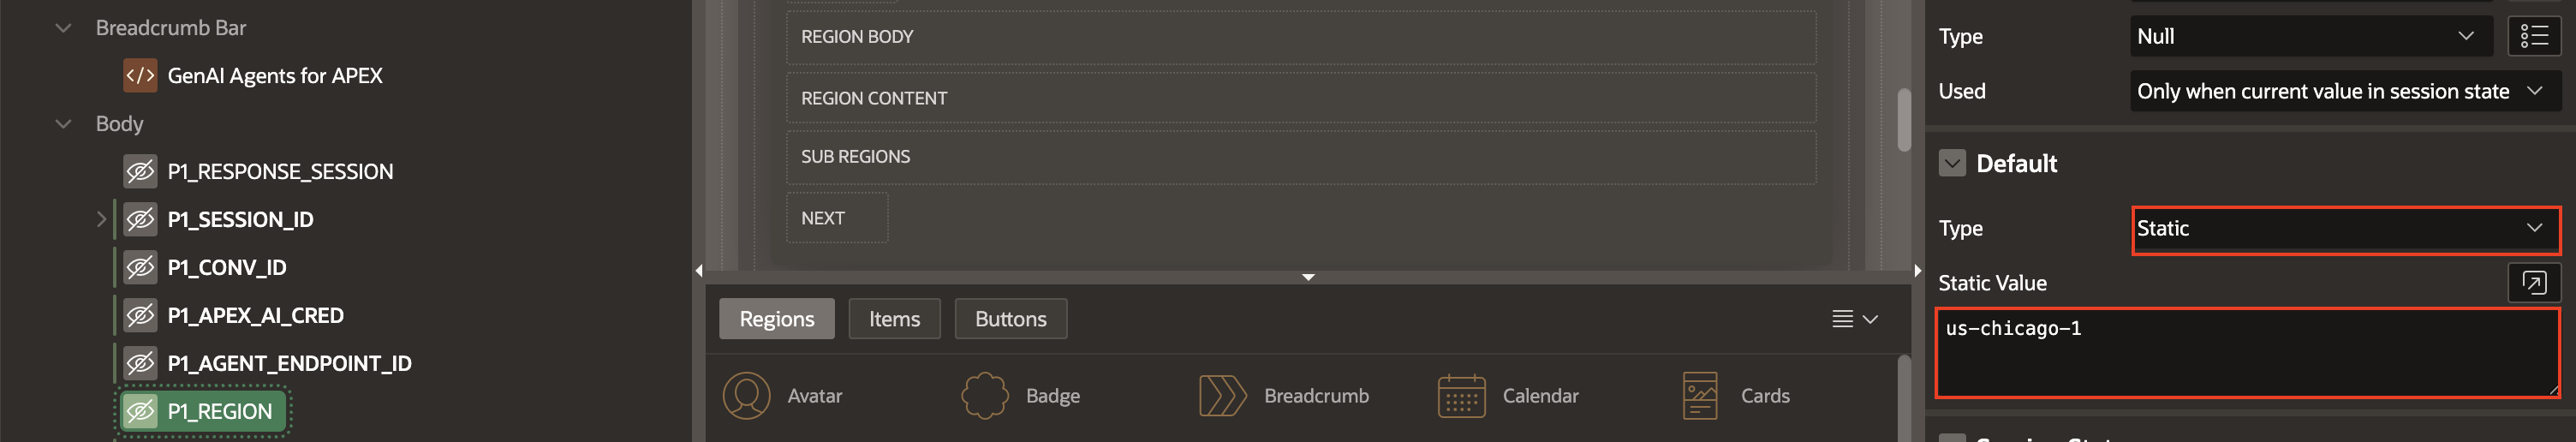 Breadcrumb Bar
GenAI Agents for APEX
Body
P1_RESPONSE_SESSION
P1_SESSION_ID
P1_CONV_ID
P1_APEX_AI_CRED
P1_AGENT_ENDPOINT_ID
P1_REGION
REGION BODY
REGION CONTENT
SUB REGIONS
NEXT
Regions
Items
Buttons
Avatar
Badge
Breadcrumb
Calendar
Cards
Type
Null
Used
Only when current value in session state
Default
Type
Static
Static Value
us-chicago-1